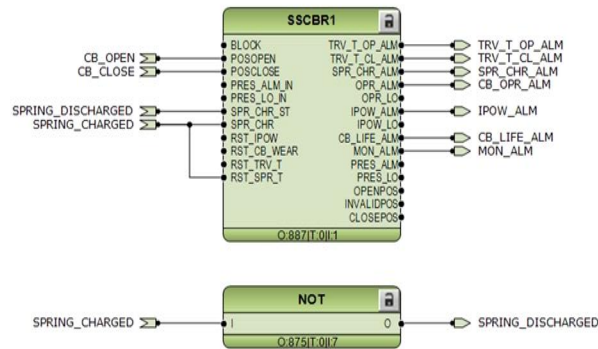 SSCBR1
BLOCK TRV_T_OP_ALM TRV_T_OP_ALM
CB_OPEN POSOPEN TRV_T_CL_ALM TRV_T_CL_ALM
CB_CLOSE POSCLOSE SPR_CHR_ALM SPR_CHR_ALM
PRES_ALM_IN OPR_ALM CB_OPR_ALM
PRES_LO_IN OPR_LO
SPRING_DISCHARGED SPR_CHR_ST IPOW_ALM IPOW_ALM
SPRING_CHARGED SPR_CHR IPOW_LO
RST_IPOW CB_LIFE_ALM CB_LIFE_ALM
RST_CB_WEAR MON_ALM MON_ALM
RST_TRV_T PRES_ALM
RST_SPR_T PRES_LO
OPENPOS
INVALIDPOS
CLOSEPOS
O:887|T:0|I:1
NOT
SPRING_CHARGED I O SPRING_DISCHARGED
O:875|T:0|I:7